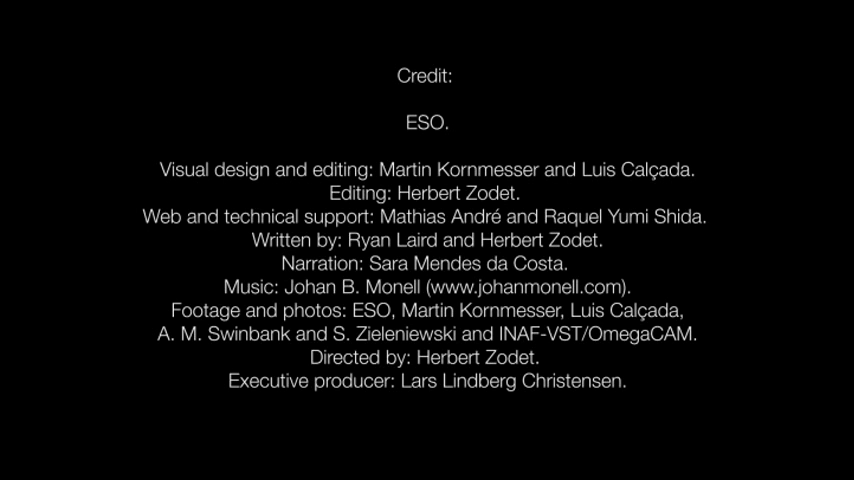 Credit:
ESO.
Visual design and editing: Martin Kornmesser and Luis Calçada.
Editing: Herbert Zodet.
Web and technical support: Mathias André and Raquel Yumi Shida.
Written by: Ryan Laird and Herbert Zodet.
Narration: Sara Mendes da Costa.
Music: Johan B. Monell (www.johanmonell.com).
Footage and photos: ESO, Martin Kornmesser, Luis Calçada,
A. M. Swinbank and S. Zieleniewski and INAF-VST/OmegaCAM.
Directed by: Herbert Zodet.
Executive producer: Lars Lindberg Christensen.